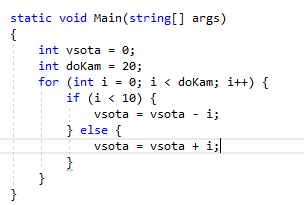 static void Main(string[] args)
{
    int vsota = 0;
    int doKam = 20;
    for (int i = 0; i < doKam; i++) {
        if (i < 10) {
            vsota = vsota - i;
        } else {
            vsota = vsota + i;
        }
    }
}